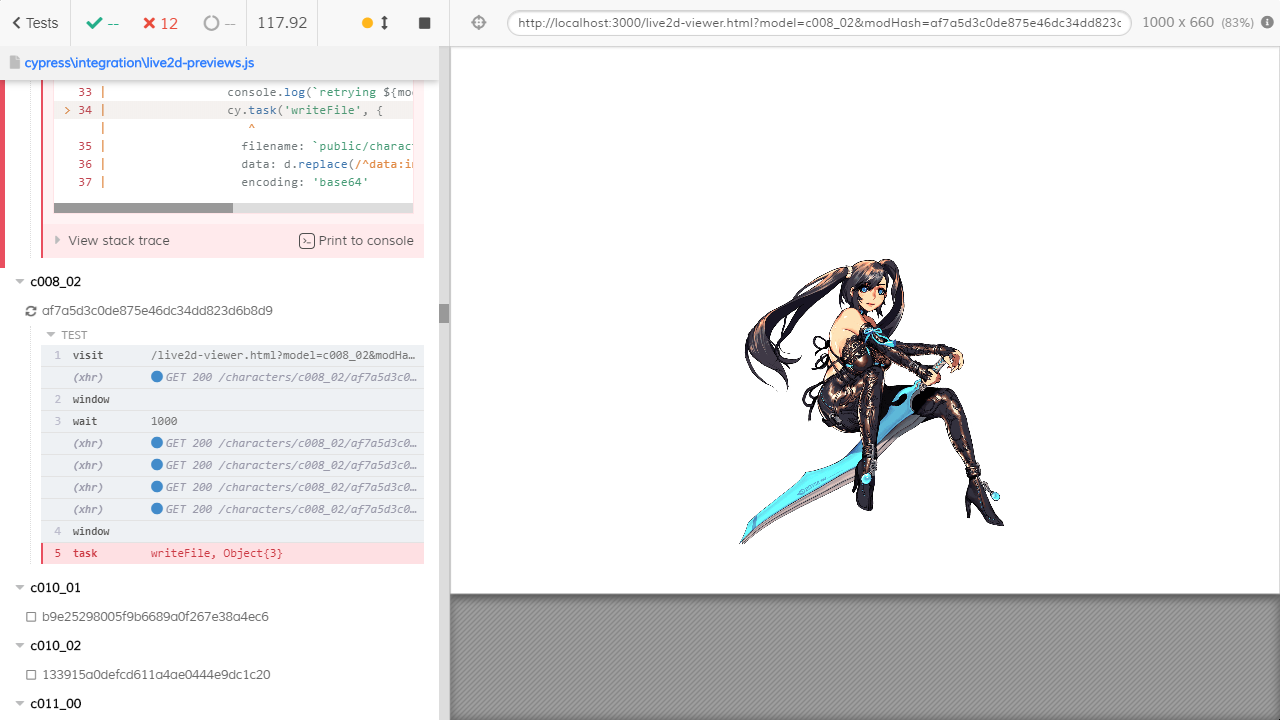 Tests
--
12
--
117.92
http://localhost:3000/live2d-viewer.html?model=c008_02&modHash=af7a5d3c0de875e46dc34dd823c
1000 x 660 (83%)
cypress\integration\live2d-previews.js
33 | console.log(`retrying ${mo
> 34 | cy.task('writeFile', {
| ^
35 | filename: `public/charact
36 | data: d.replace(/^data:im
37 | encoding: 'base64'
View stack trace
Print to console
c008_02
af7a5d3c0de875e46dc34dd823d6b8d9
TEST
1 visit /live2d-viewer.html?model=c008_02&modHa…
(xhr) GET 200 /characters/c008_02/af7a5d3c0…
2 window
3 wait 1000
(xhr) GET 200 /characters/c008_02/af7a5d3c0…
(xhr) GET 200 /characters/c008_02/af7a5d3c0…
(xhr) GET 200 /characters/c008_02/af7a5d3c0…
(xhr) GET 200 /characters/c008_02/af7a5d3c0…
4 window
5 task writeFile, Object{3}
c010_01
b9e25298005f9b6689a0f267e38a4ec6
c010_02
133915a0defcd611a4ae0444e9dc1c20
c011_00